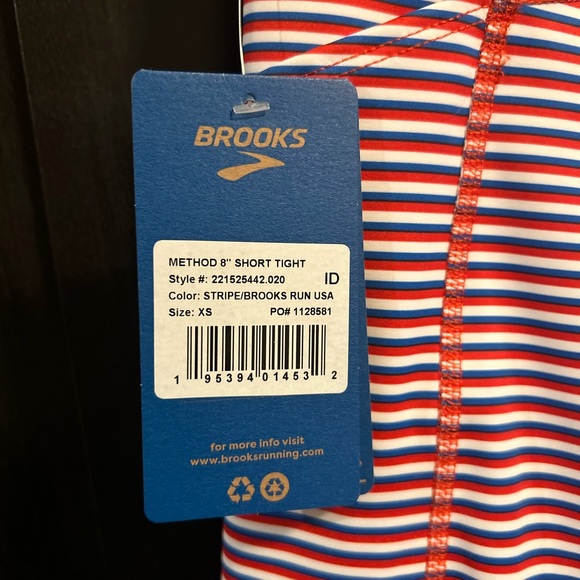 BROOKS
METHOD 8" SHORT TIGHT
Style #: 221525442.020 ID
Color: STRIPE/BROOKS RUN USA
Size: XS PO# 1128581
1 95394 01453 2
for more info visit
www.brooksrunning.com